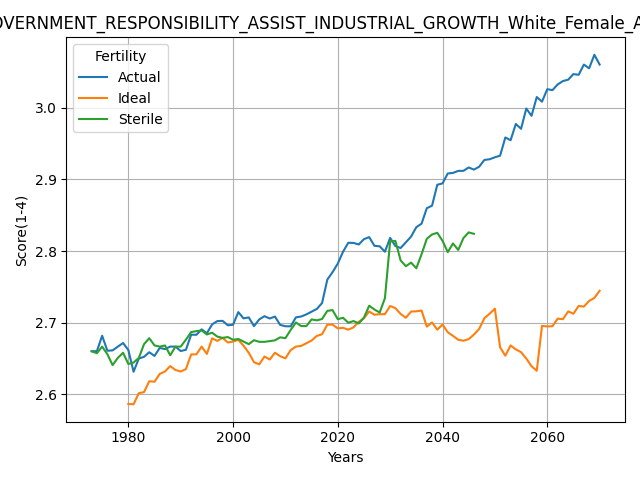 OVERNMENT_RESPONSIBILITY_ASSIST_INDUSTRIAL_GROWTH_White_Female_A
Fertility
Actual
Ideal
Sterile
3.0
2.9
2.8
2.7
2.6
Score(1-4)
1980 2000 2020 2040 2060
Years